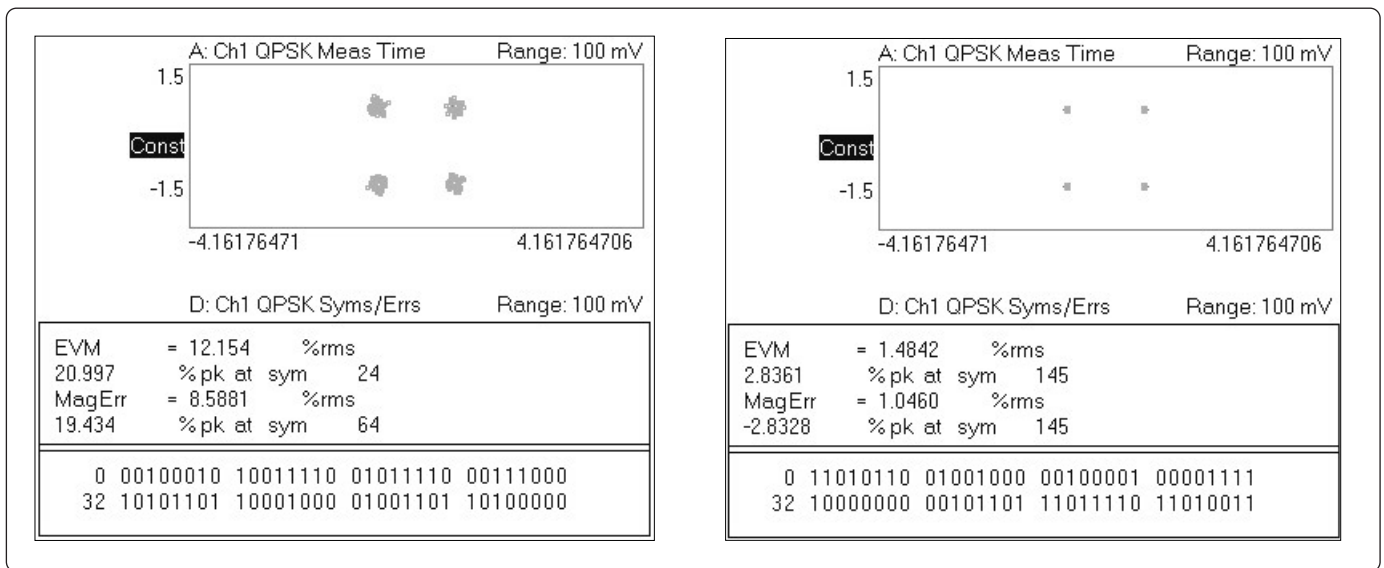 A: Ch1 QPSK Meas Time Range: 100 mV
1.5
Const
-1.5
-4.16176471 4.161764706
D: Ch1 QPSK Syms/Errs Range: 100 mV
EVM = 12.154 %rms
20.997 %pk at sym 24
MagErr = 8.5881 %rms
19.434 %pk at sym 64
0 00100010 10011110 01011110 00111000
32 10101101 10001000 01001101 10100000
A: Ch1 QPSK Meas Time Range: 100 mV
1.5
Const
-1.5
-4.16176471 4.161764706
D: Ch1 QPSK Syms/Errs Range: 100 mV
EVM = 1.4842 %rms
2.8361 %pk at sym 145
MagErr = 1.0460 %rms
-2.8328 %pk at sym 145
0 11010110 01001000 00100001 00001111
32 10000000 00101101 11011110 11010011